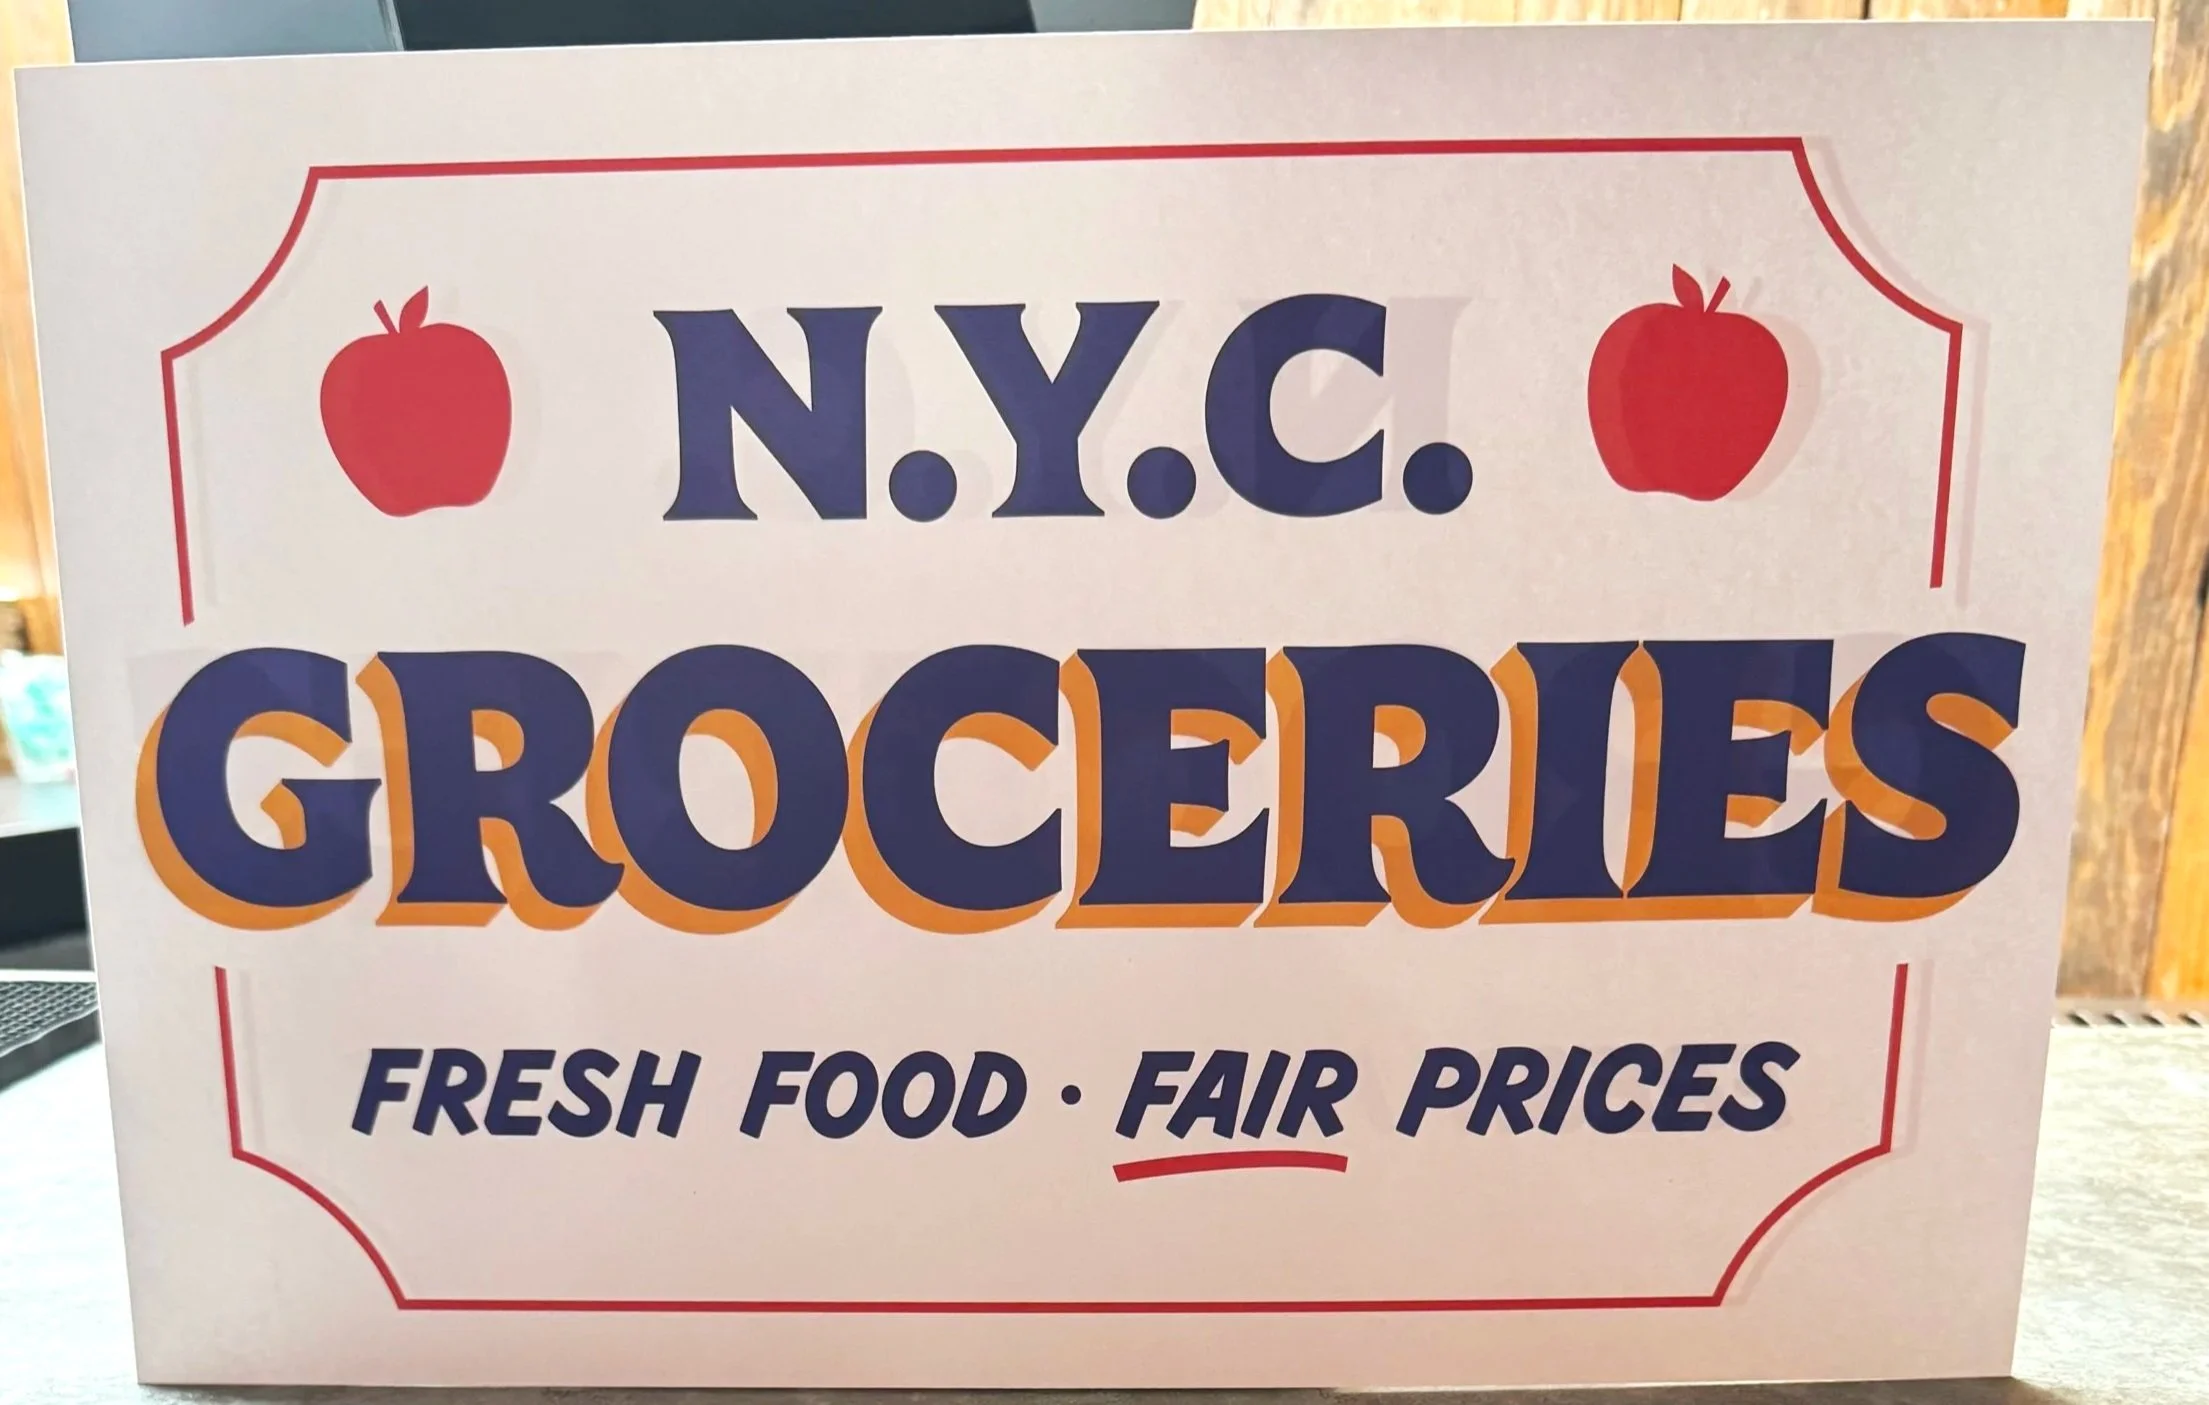 N.Y.C.
GROCERIES
FRESH FOOD · FAIR PRICES